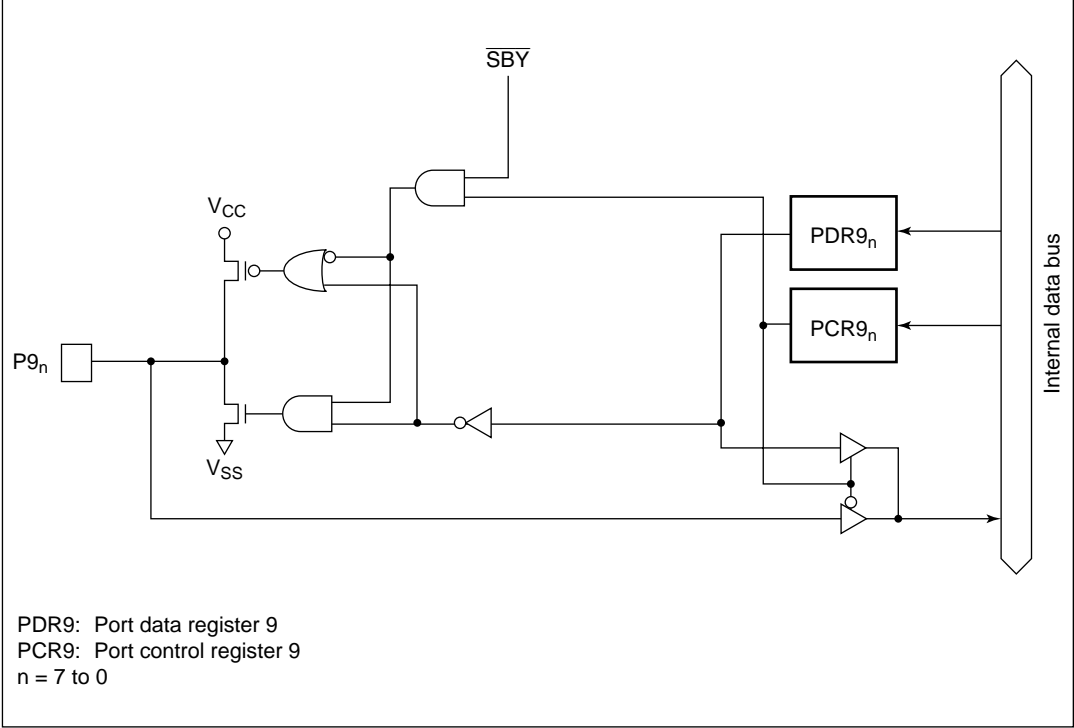 SBY
VCC
PDR9n
PCR9n
Internal data bus
P9n
VSS
PDR9: Port data register 9
PCR9: Port control register 9
n = 7 to 0